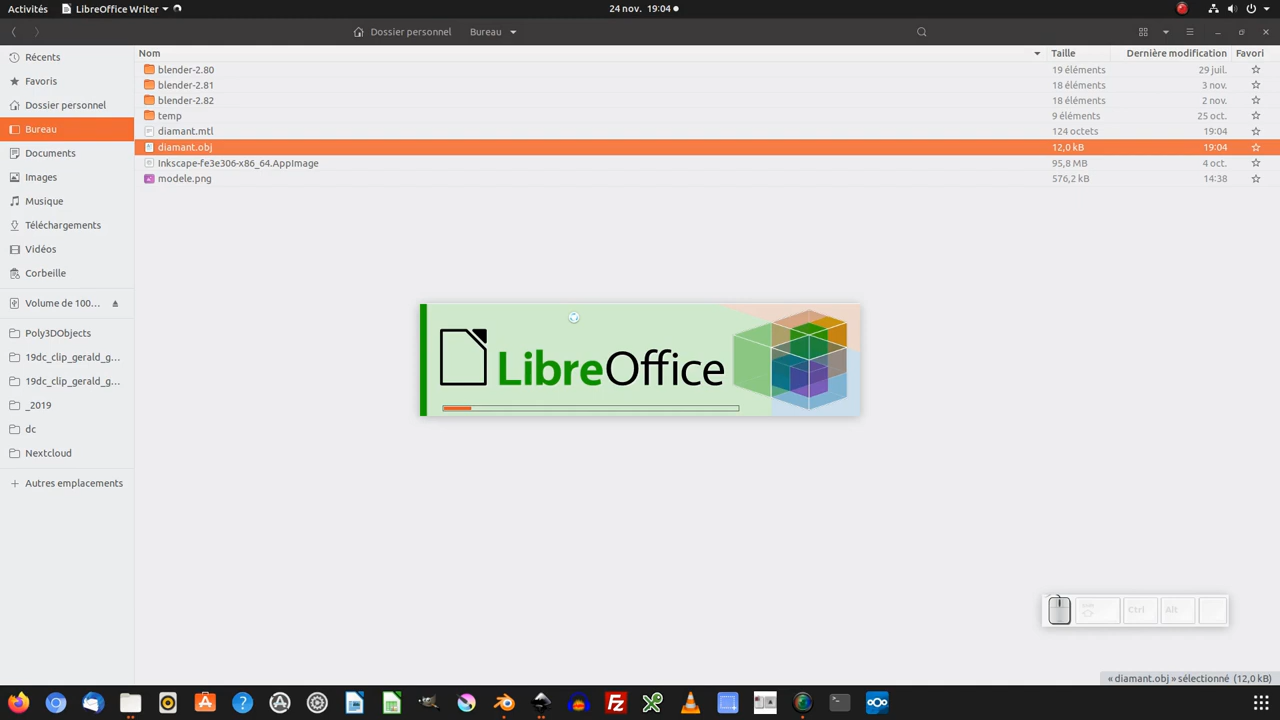 Activités LibreOffice Writer 24 nov. 19:04
Dossier personnel Bureau
Récents
Favoris
Dossier personnel
Bureau
Documents
Images
Musique
Téléchargements
Vidéos
Corbeille
Volume de 100…
Poly3DObjects
19dc_clip_gerald_g…
19dc_clip_gerald_g…
_2019
dc
Nextcloud
+ Autres emplacements
Nom Taille Dernière modification Favori
blender-2.80 19 éléments 29 juil.
blender-2.81 18 éléments 3 nov.
blender-2.82 18 éléments 2 nov.
temp 9 éléments 25 oct.
diamant.mtl 124 octets 19:04
diamant.obj 12,0 kB 19:04
Inkscape-fe3e306-x86_64.AppImage 95,8 MB 4 oct.
modele.png 576,2 kB 14:38
LibreOffice
Ctrl Alt
« diamant.obj » sélectionné (12,0 kB)